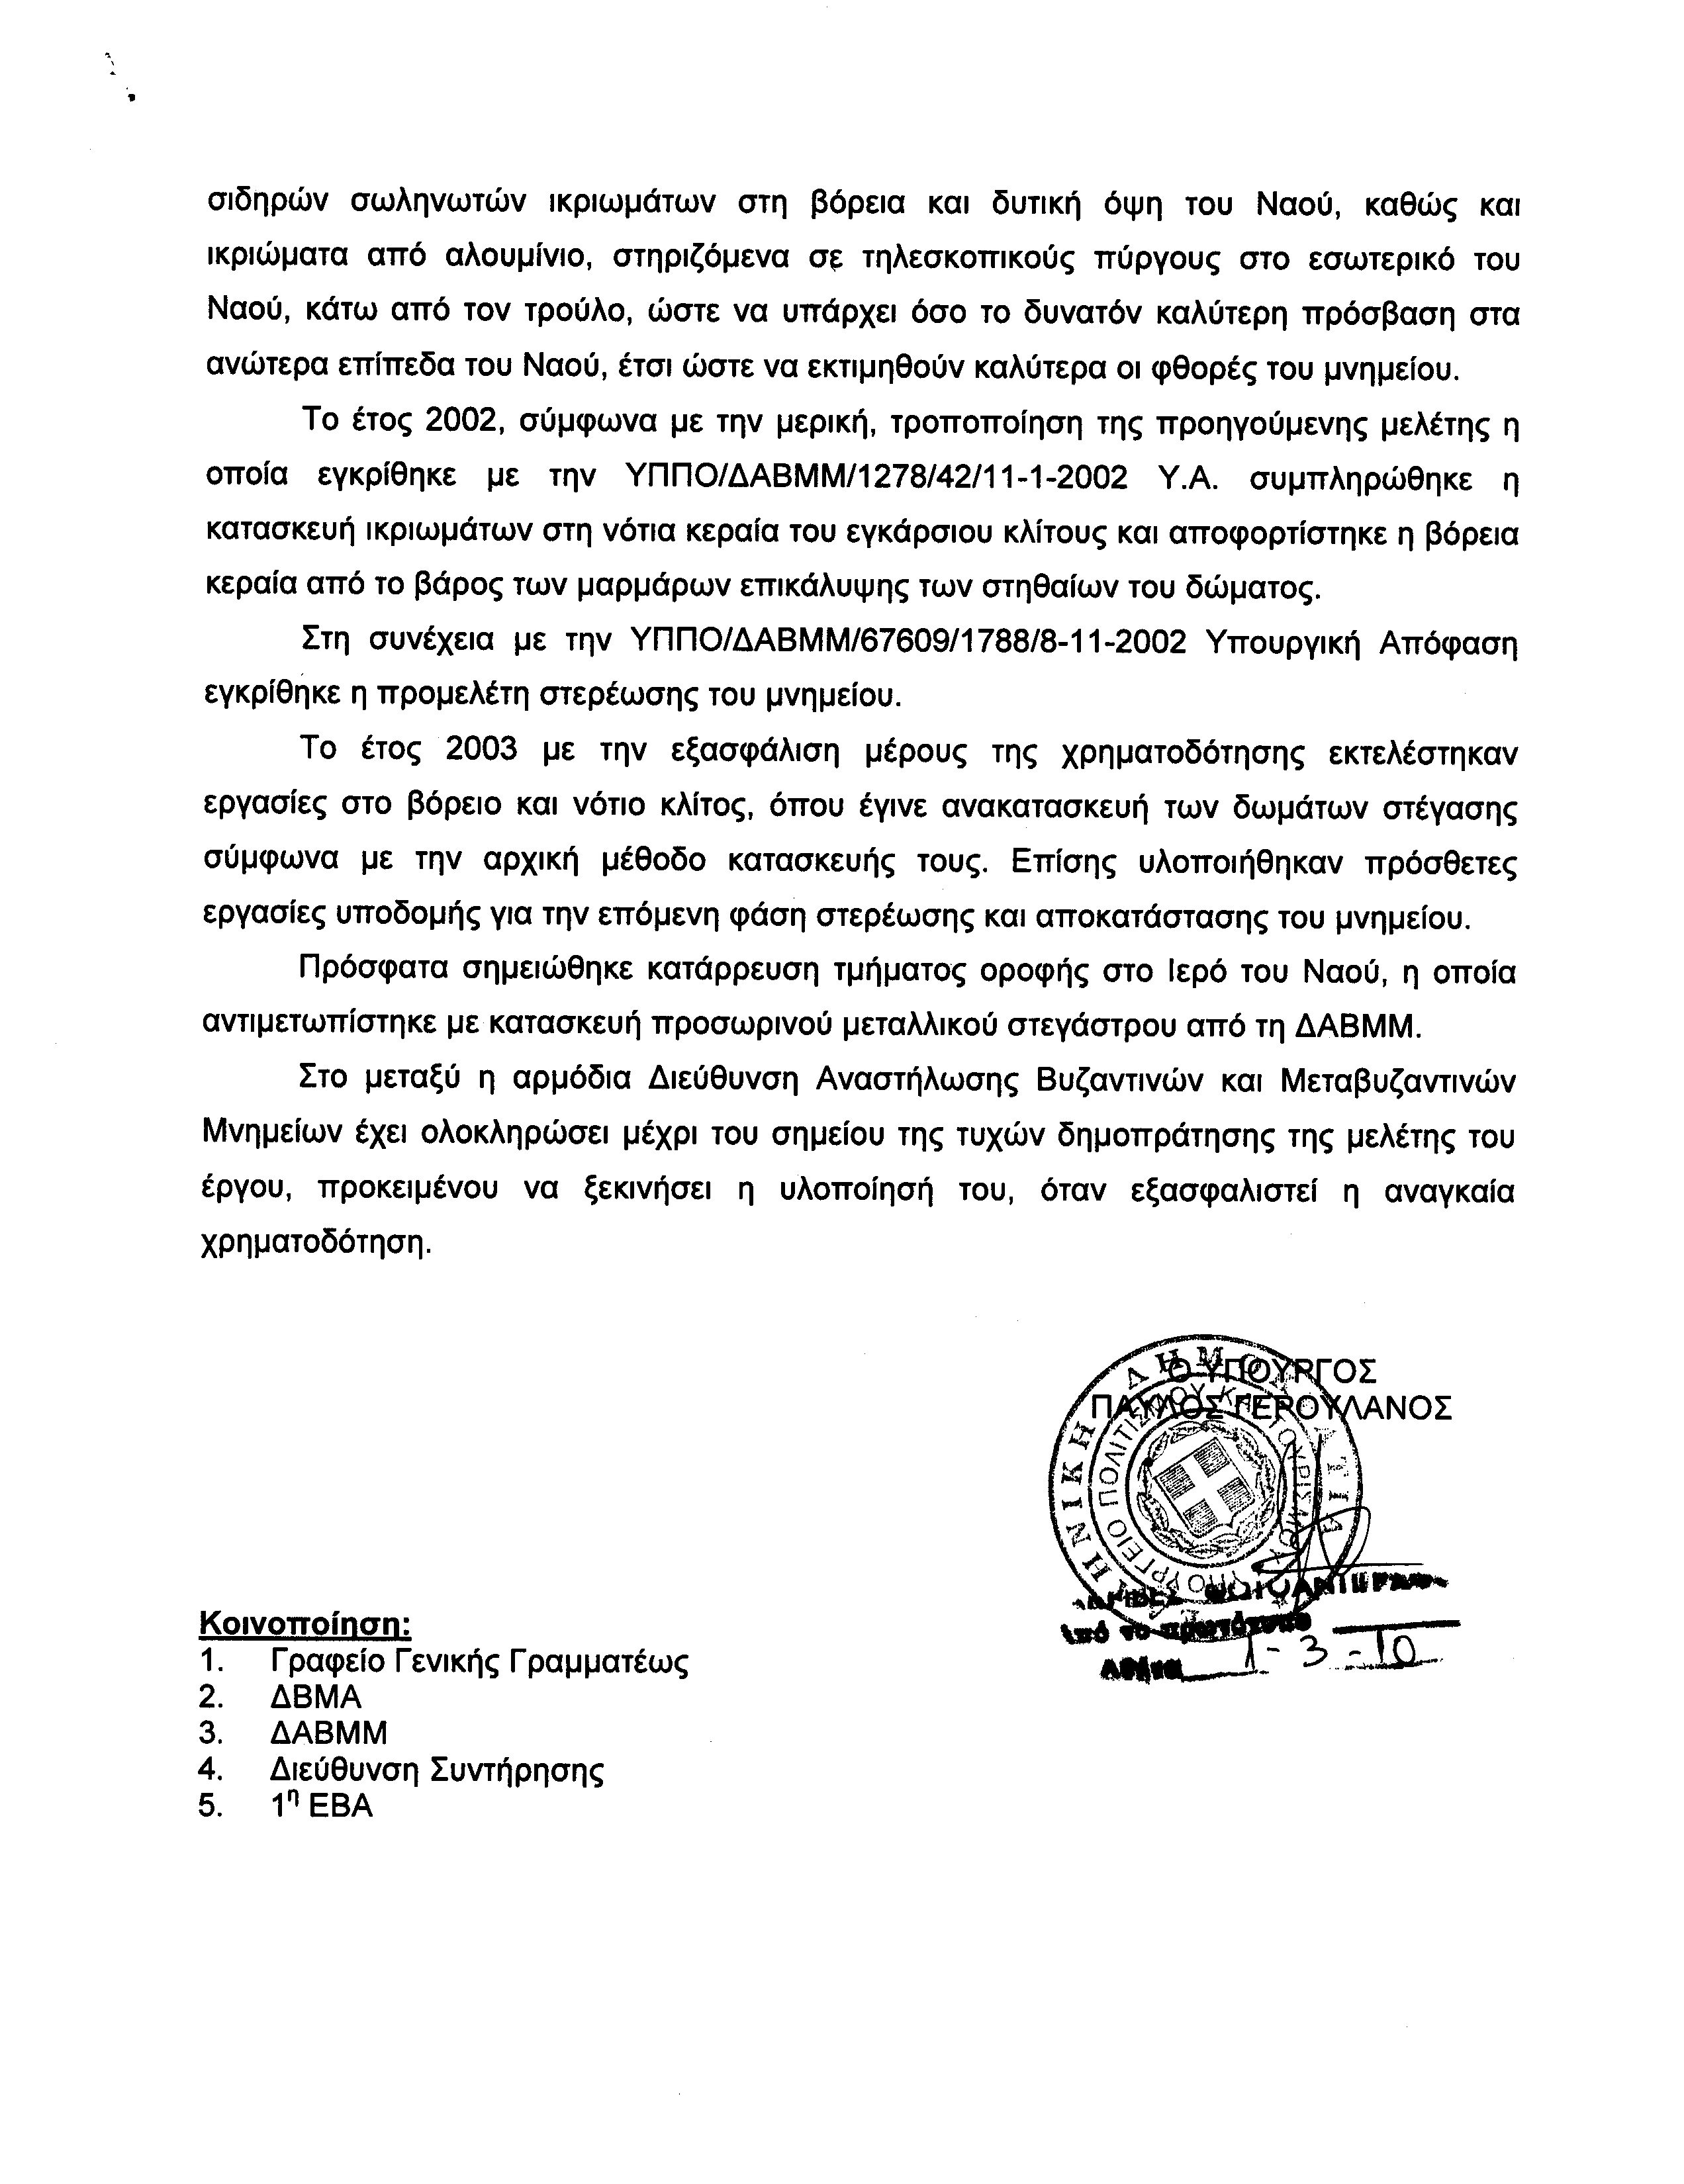 σιδηρών σωληνωτών ικριωμάτων στη βόρεια και δυτική όψη του Ναού, καθώς και
ικριώματα από αλουμίνιο, στηριζόμενα σε τηλεσκοπικούς πύργους στο εσωτερικό του
Ναού, κάτω από τον τρούλο, ώστε να υπάρχει όσο το δυνατόν καλύτερη πρόσβαση στα
ανώτερα επίπεδα του Ναού, έτσι ώστε να εκτιμηθούν καλύτερα οι φθορές του μνημείου.
Το έτος 2002, σύμφωνα με την μερική, τροποποίηση της προηγούμενης μελέτης η
οποία εγκρίθηκε με την ΥΠΠΟ/ΔΑΒΜΜ/1278/42/11-1-2002 Υ.Α. συμπληρώθηκε η
κατασκευή ικριωμάτων στη νότια κεραία του εγκάρσιου κλίτους και αποφορτίστηκε η βόρεια
κεραία από το βάρος των μαρμάρων επικάλυψης των στηθαίων του δώματος.
Στη συνέχεια με την ΥΠΠΟ/ΔΑΒΜΜ/67609/1788/8-11-2002 Υπουργική Απόφαση
εγκρίθηκε η προμελέτη στερέωσης του μνημείου.
Το έτος 2003 με την εξασφάλιση μέρους της χρηματοδότησης εκτελέστηκαν
εργασίες στο βόρειο και νότιο κλίτος, όπου έγινε ανακατασκευή των δωμάτων στέγασης
σύμφωνα με την αρχική μέθοδο κατασκευής τους. Επίσης υλοποιήθηκαν πρόσθετες
εργασίες υποδομής για την επόμενη φάση στερέωσης και αποκατάστασης του μνημείου.
Πρόσφατα σημειώθηκε κατάρρευση τμήματος οροφής στο Ιερό του Ναού, η οποία
αντιμετωπίστηκε με κατασκευή προσωρινού μεταλλικού στεγάστρου από τη ΔΑΒΜΜ.
Στο μεταξύ η αρμόδια Διεύθυνση Αναστήλωσης Βυζαντινών και Μεταβυζαντινών
Μνημείων έχει ολοκληρώσει μέχρι του σημείου της τυχών δημοπράτησης της μελέτης του
έργου, προκειμένου να ξεκινήσει η υλοποίησή του, όταν εξασφαλιστεί η αναγκαία
χρηματοδότηση.
Ο ΥΠΟΥΡΓΟΣ
ΠΑΥΛΟΣ ΓΕΡΟΥΛΑΝΟΣ
ΥΠΟΥΡΓΕΙΟ ΠΟΛΙΤΙΣΜΟΥ ΚΑΙ ΤΟΥΡΙΣΜΟΥ
από το πρωτότυπο
Αθήνα 1-3-10
Κοινοποίηση:
1. Γραφείο Γενικής Γραμματέως
2. ΔΒΜΑ
3. ΔΑΒΜΜ
4. Διεύθυνση Συντήρησης
5. 1η ΕΒΑ